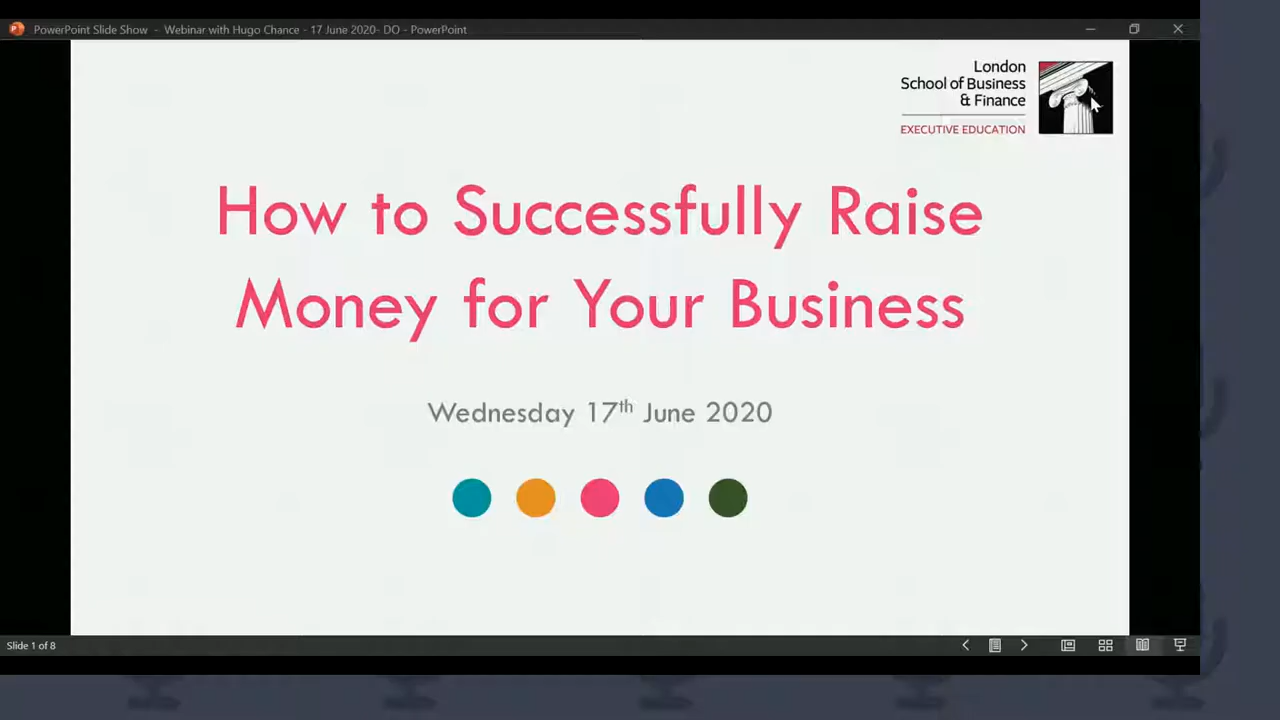 PowerPoint Slide Show - Webinar with Hugo Chance - 17 June 2020- DO - PowerPoint
London
School of Business
& Finance
EXECUTIVE EDUCATION
How to Successfully Raise
Money for Your Business
Wednesday 17th June 2020
Slide 1 of 8